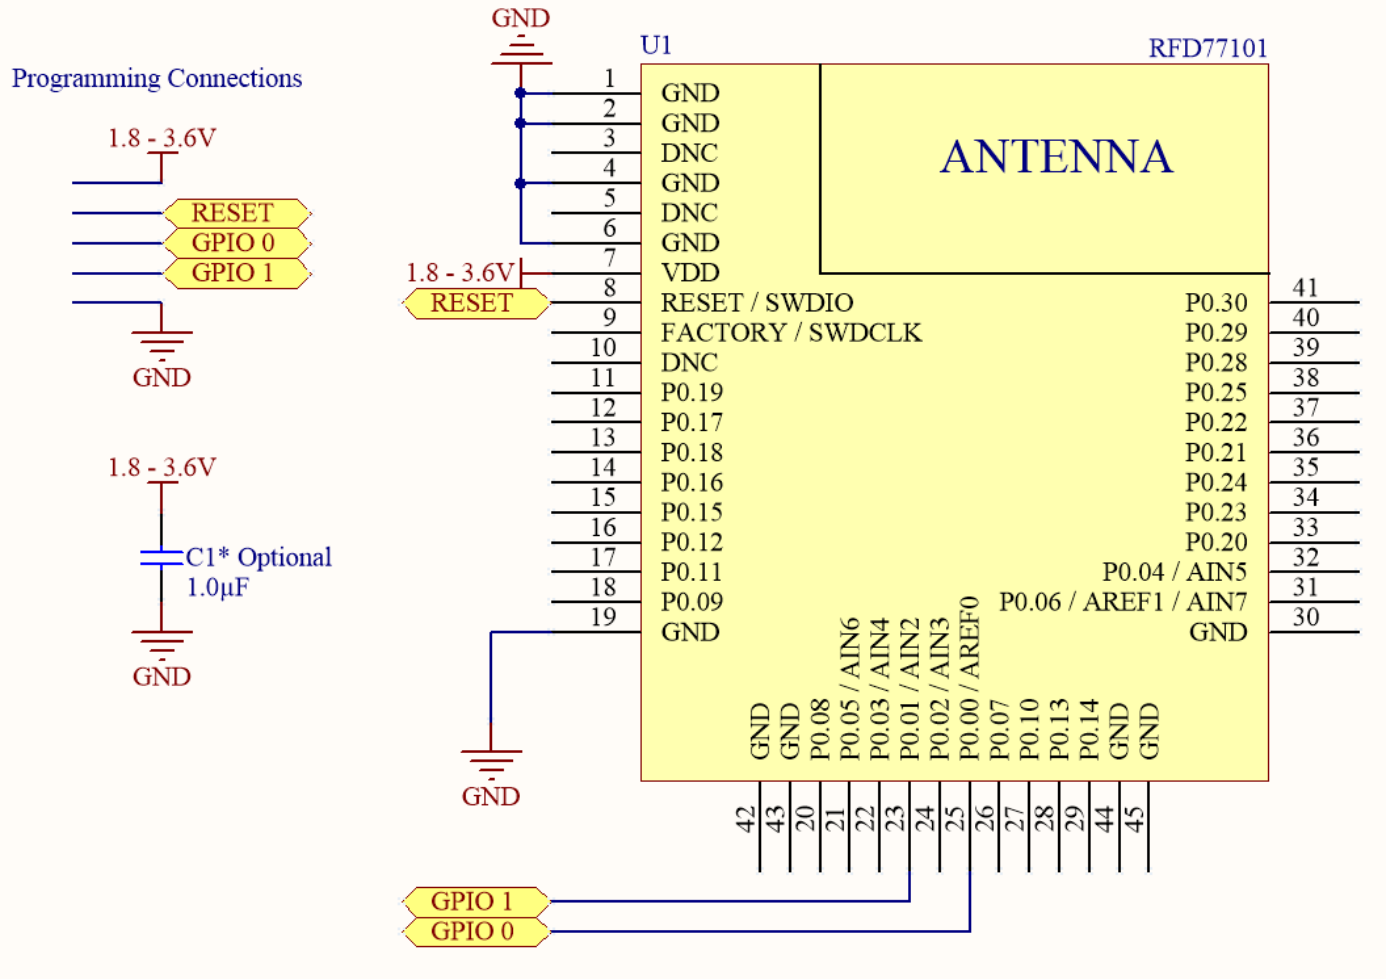 Programming Connections
1.8 - 3.6V
RESET
GPIO 0
GPIO 1
GND
1.8 - 3.6V
C1* Optional
1.0µF
GND
GND
U1
RFD77101
ANTENNA
1 GND
2 GND
3 DNC
4 GND
5 DNC
6 GND
1.8 - 3.6V 7 VDD
RESET 8 RESET / SWDIO
9 FACTORY / SWDCLK
10 DNC
11 P0.19
12 P0.17
13 P0.18
14 P0.16
15 P0.15
16 P0.12
17 P0.11
18 P0.09
19 GND
GND
P0.30 41
P0.29 40
P0.28 39
P0.25 38
P0.22 37
P0.21 36
P0.24 35
P0.23 34
P0.20 33
P0.04 / AIN5 32
P0.06 / AREF1 / AIN7 31
GND 30
42 GND
43 GND
20 P0.08
21 P0.05 / AIN6
22 P0.03 / AIN4
23 P0.01 / AIN2
24 P0.02 / AIN3
25 P0.00 / AREF0
26 P0.07
27 P0.10
28 P0.13
29 P0.14
44 GND
45 GND
GPIO 1
GPIO 0